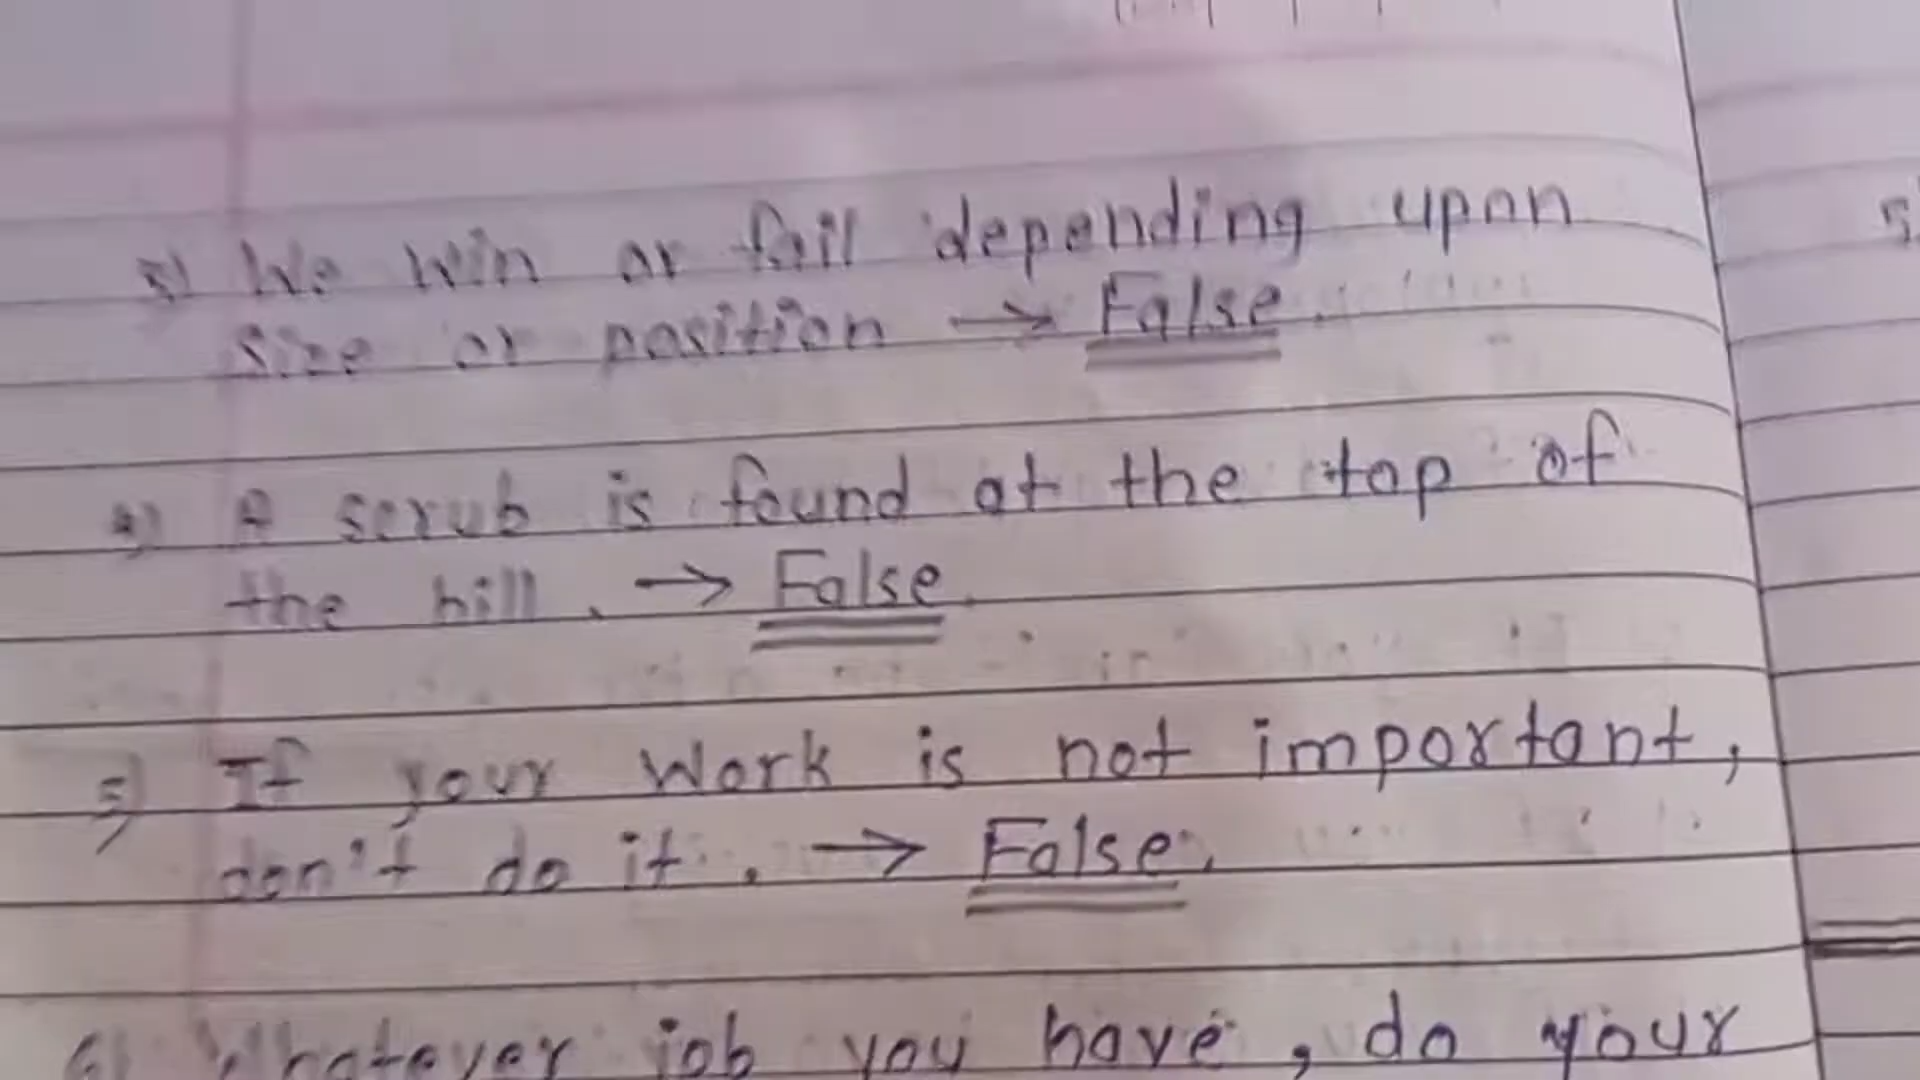 3) We win or fail depending upon
size or position → False.
4) A scrub is found at the top of
the hill. → False.
5) If your work is not important,
don't do it. → False.
6) Whatever job you have, do your